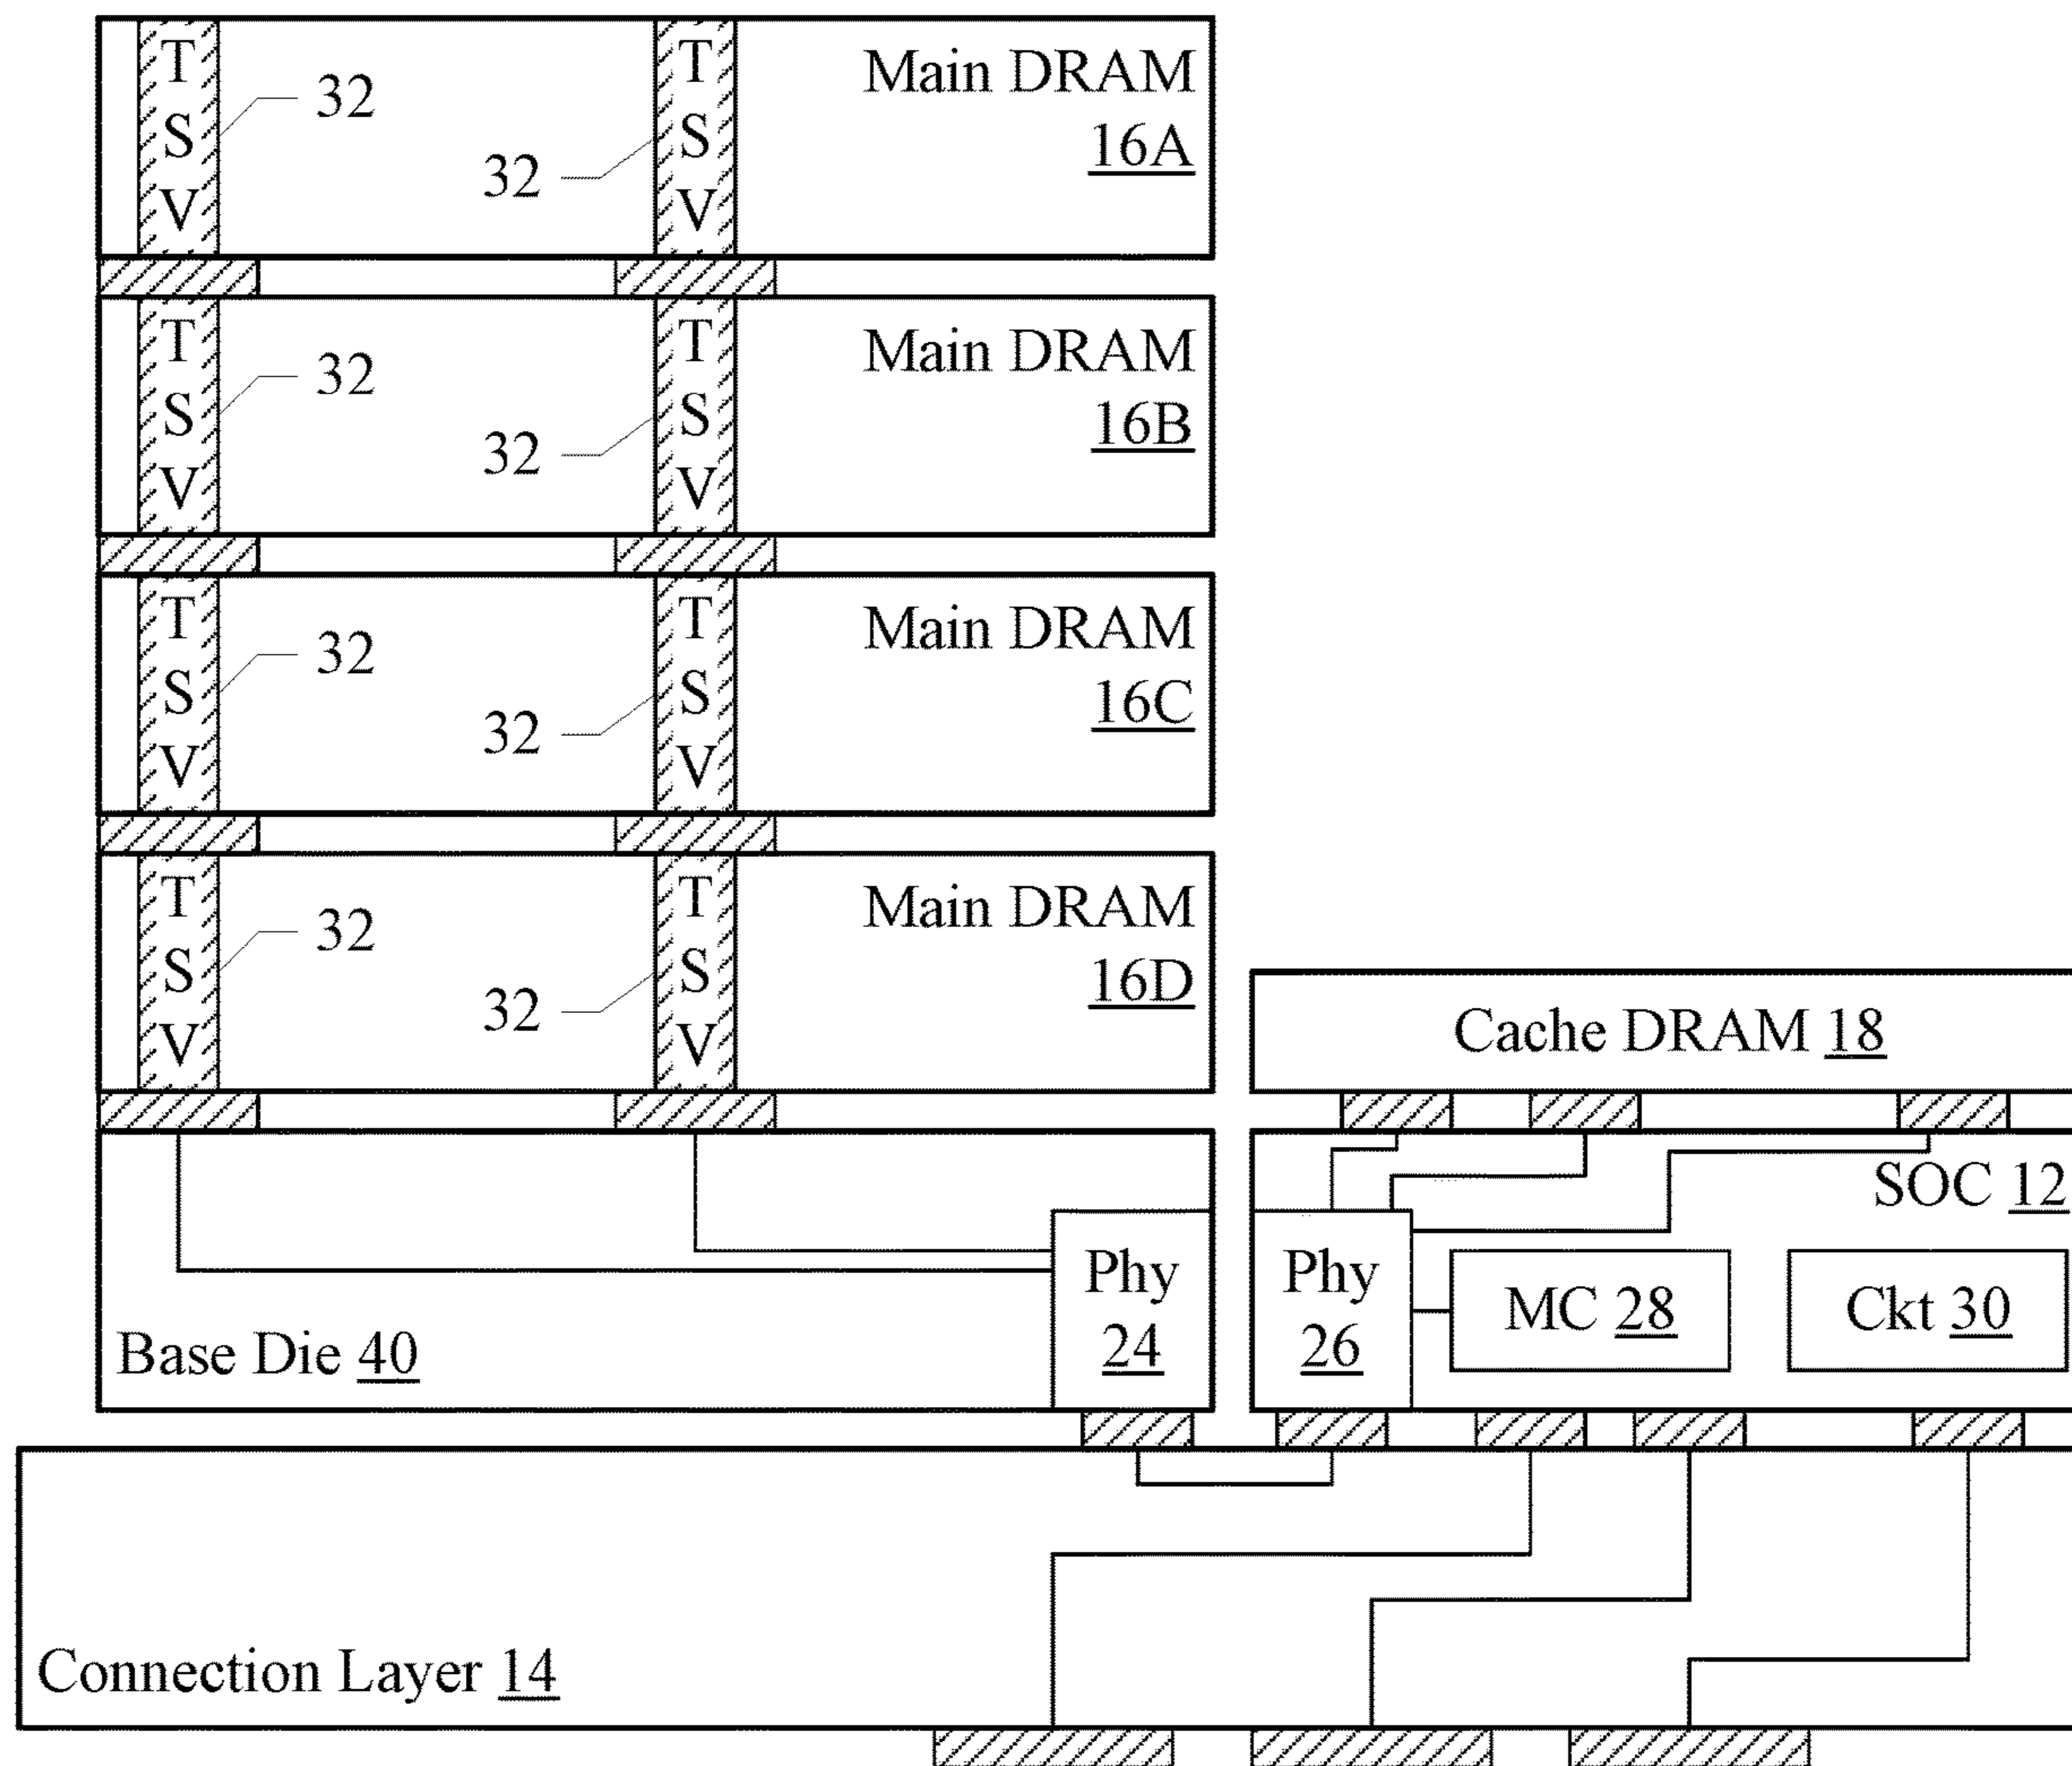 T
S
V
32
32
T
S
V
Main DRAM
16A
T
S
V
32
32
T
S
V
Main DRAM
16B
T
S
V
32
32
T
S
V
Main DRAM
16C
T
S
V
32
32
T
S
V
Main DRAM
16D
Cache DRAM 18
SOC 12
Base Die 40
Phy
24
Phy
26
MC 28
Ckt 30
Connection Layer 14